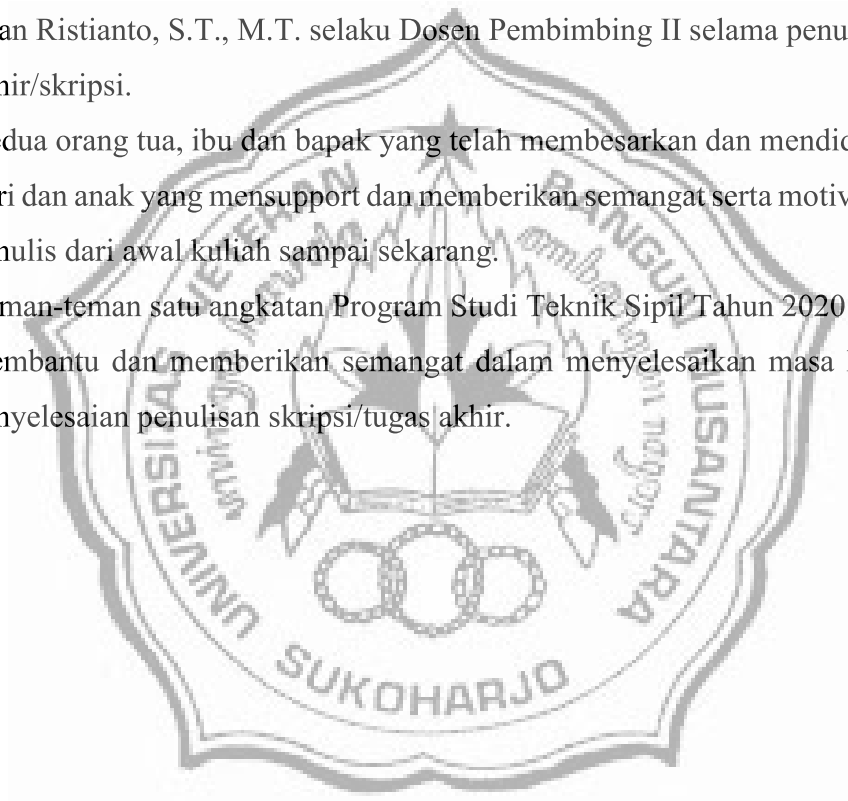 an Ristianto, S.T., M.T. selaku Dosen Pembimbing II selama penu
hir/skripsi.
edua orang tua, ibu dan bapak yang telah membesarkan dan mendid
ri dan anak yang mensupport dan memberikan semangat serta motiv
nulis dari awal kuliah sampai sekarang.
man-teman satu angkatan Program Studi Teknik Sipil Tahun 2020
embantu dan memberikan semangat dalam menyelesaikan masa
nyelesaian penulisan skripsi/tugas akhir.
UNIVERSITAS VETERAN BANGUN NUSANTARA
SUKOHARJO